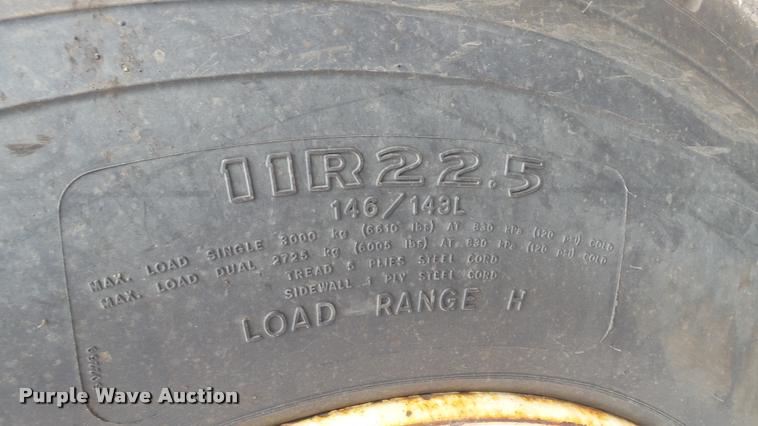 11R22.5
146/143L
MAX. LOAD SINGLE 3000 kg (6610 lbs) AT 830 kPa (120 psi) COLD
MAX. LOAD DUAL 2725 kg (6005 lbs) AT 830 kPa (120 psi) COLD
TREAD 5 PLIES STEEL CORD
SIDEWALL 1 PLY STEEL CORD
LOAD RANGE H
Purple Wave Auction